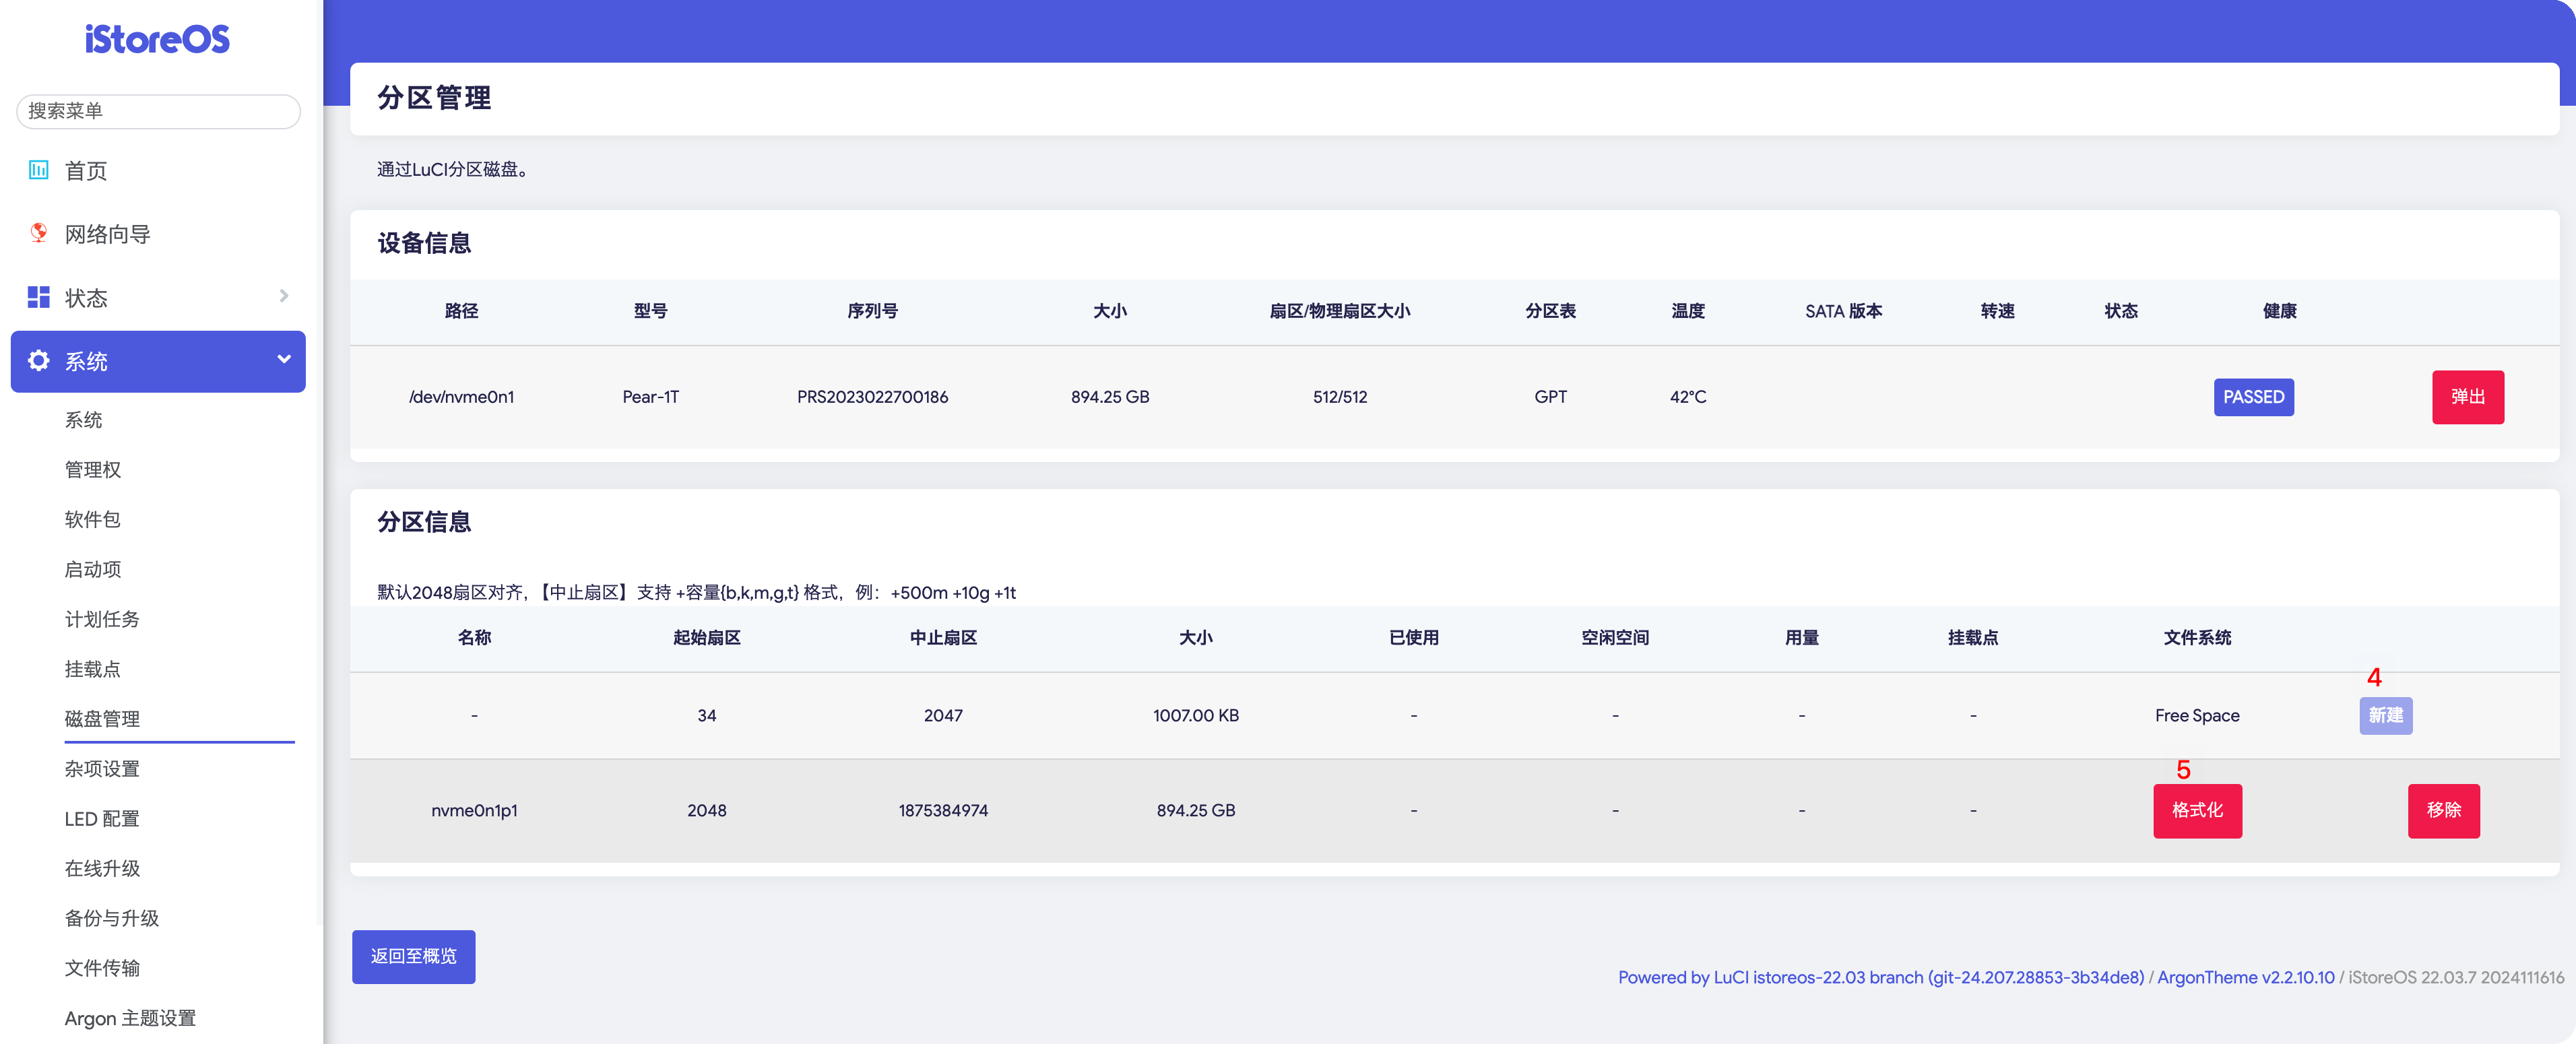 iStoreOS
搜索菜单
首页
网络向导
状态
系统
系统
管理权
软件包
启动项
计划任务
挂载点
磁盘管理
杂项设置
LED 配置
在线升级
备份与升级
文件传输
Argon 主题设置
分区管理
通过LuCI分区磁盘。
设备信息
路径 型号 序列号 大小 扇区/物理扇区大小 分区表 温度 SATA 版本 转速 状态 健康
/dev/nvme0n1 Pear-1T PRS2023022700186 894.25 GB 512/512 GPT 42°C PASSED 弹出
分区信息
默认2048扇区对齐,【中止扇区】支持 +容量{b,k,m,g,t} 格式，例：+500m +10g +1t
名称 起始扇区 中止扇区 大小 已使用 空闲空间 用量 挂载点 文件系统
4
- 34 2047 1007.00 KB - - - - Free Space 新建
5
nvme0n1p1 2048 1875384974 894.25 GB - - - - 格式化 移除
返回至概览
Powered by LuCI istoreos-22.03 branch (git-24.207.28853-3b34de8) / ArgonTheme v2.2.10.10 / iStoreOS 22.03.7 2024111616